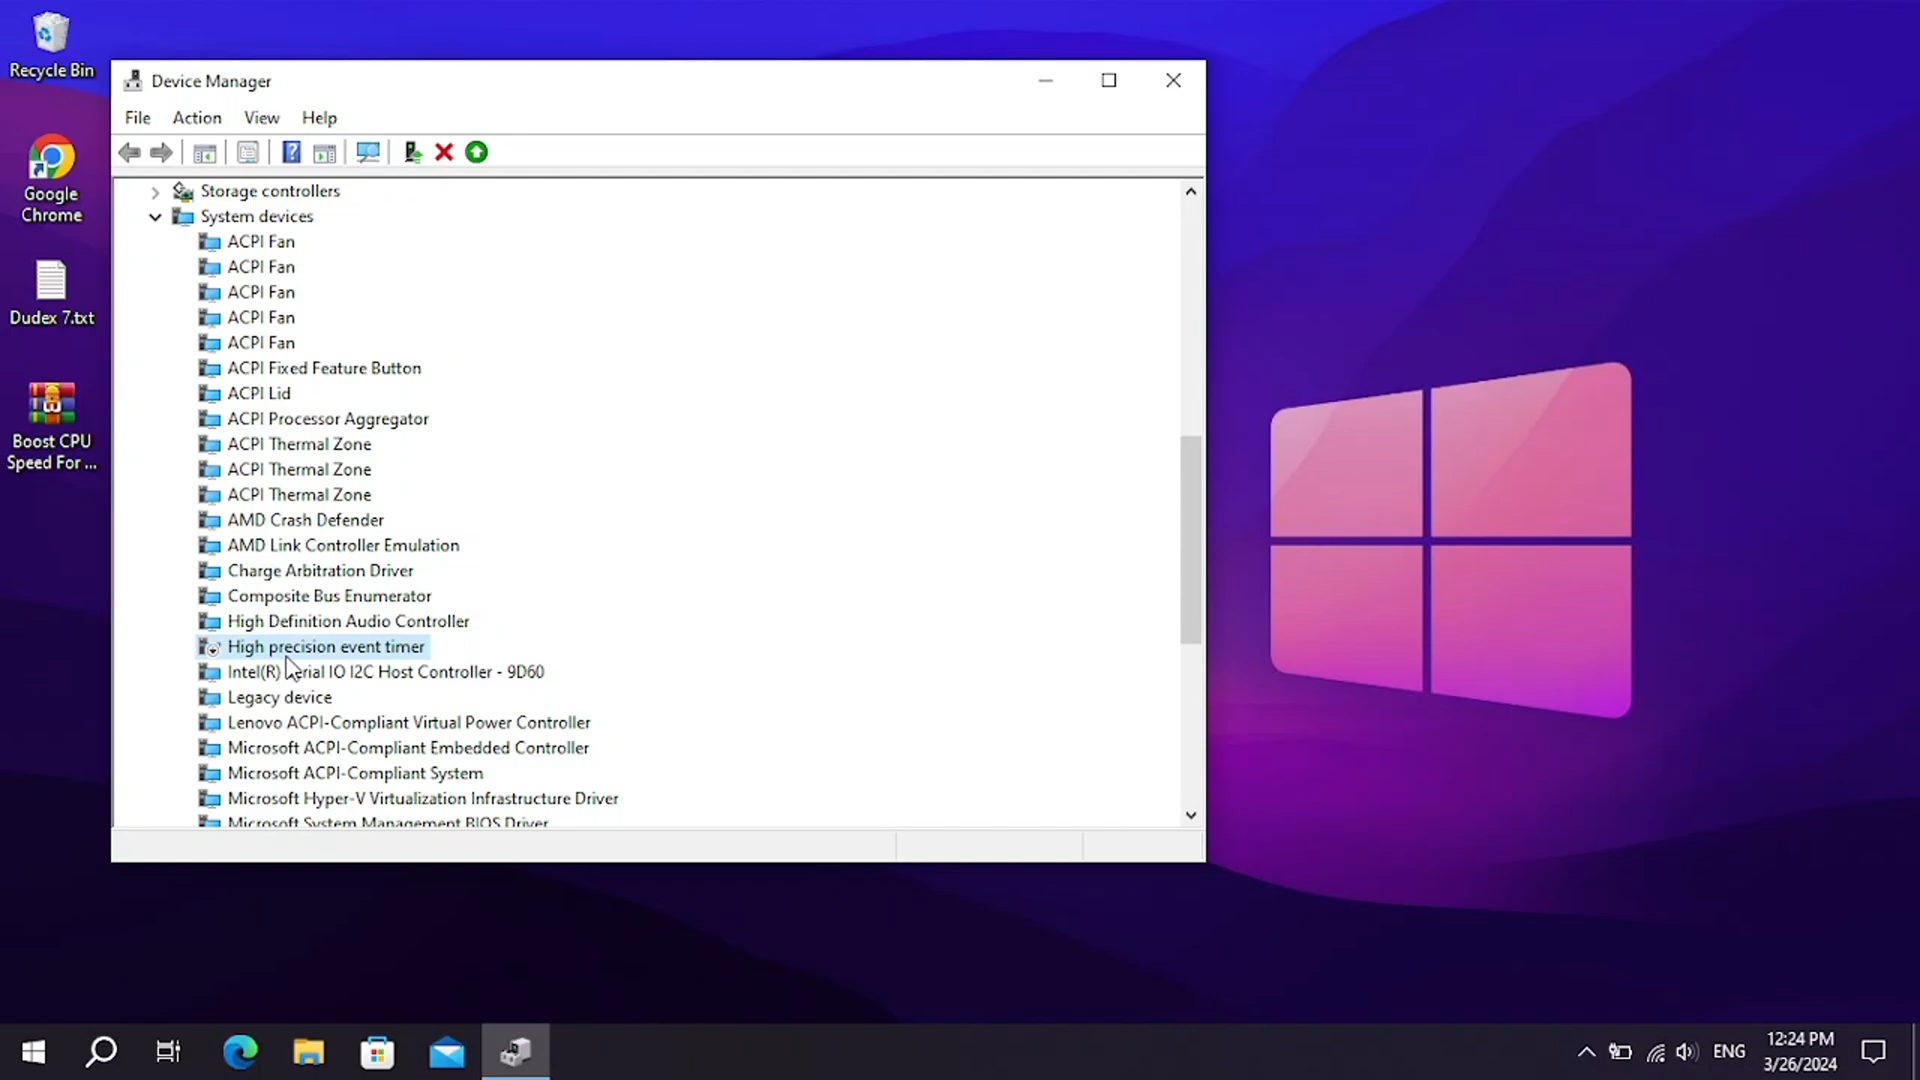 Recycle Bin
Google
Chrome
Dudex 7.txt
Boost CPU
Speed For ...
Device Manager
File Action View Help
Storage controllers
System devices
ACPI Fan
ACPI Fan
ACPI Fan
ACPI Fan
ACPI Fan
ACPI Fixed Feature Button
ACPI Lid
ACPI Processor Aggregator
ACPI Thermal Zone
ACPI Thermal Zone
ACPI Thermal Zone
AMD Crash Defender
AMD Link Controller Emulation
Charge Arbitration Driver
Composite Bus Enumerator
High Definition Audio Controller
High precision event timer
Intel(R) Serial IO I2C Host Controller - 9D60
Legacy device
Lenovo ACPI-Compliant Virtual Power Controller
Microsoft ACPI-Compliant Embedded Controller
Microsoft ACPI-Compliant System
Microsoft Hyper-V Virtualization Infrastructure Driver
Microsoft System Management BIOS Driver
ENG
12:24 PM
3/26/2024